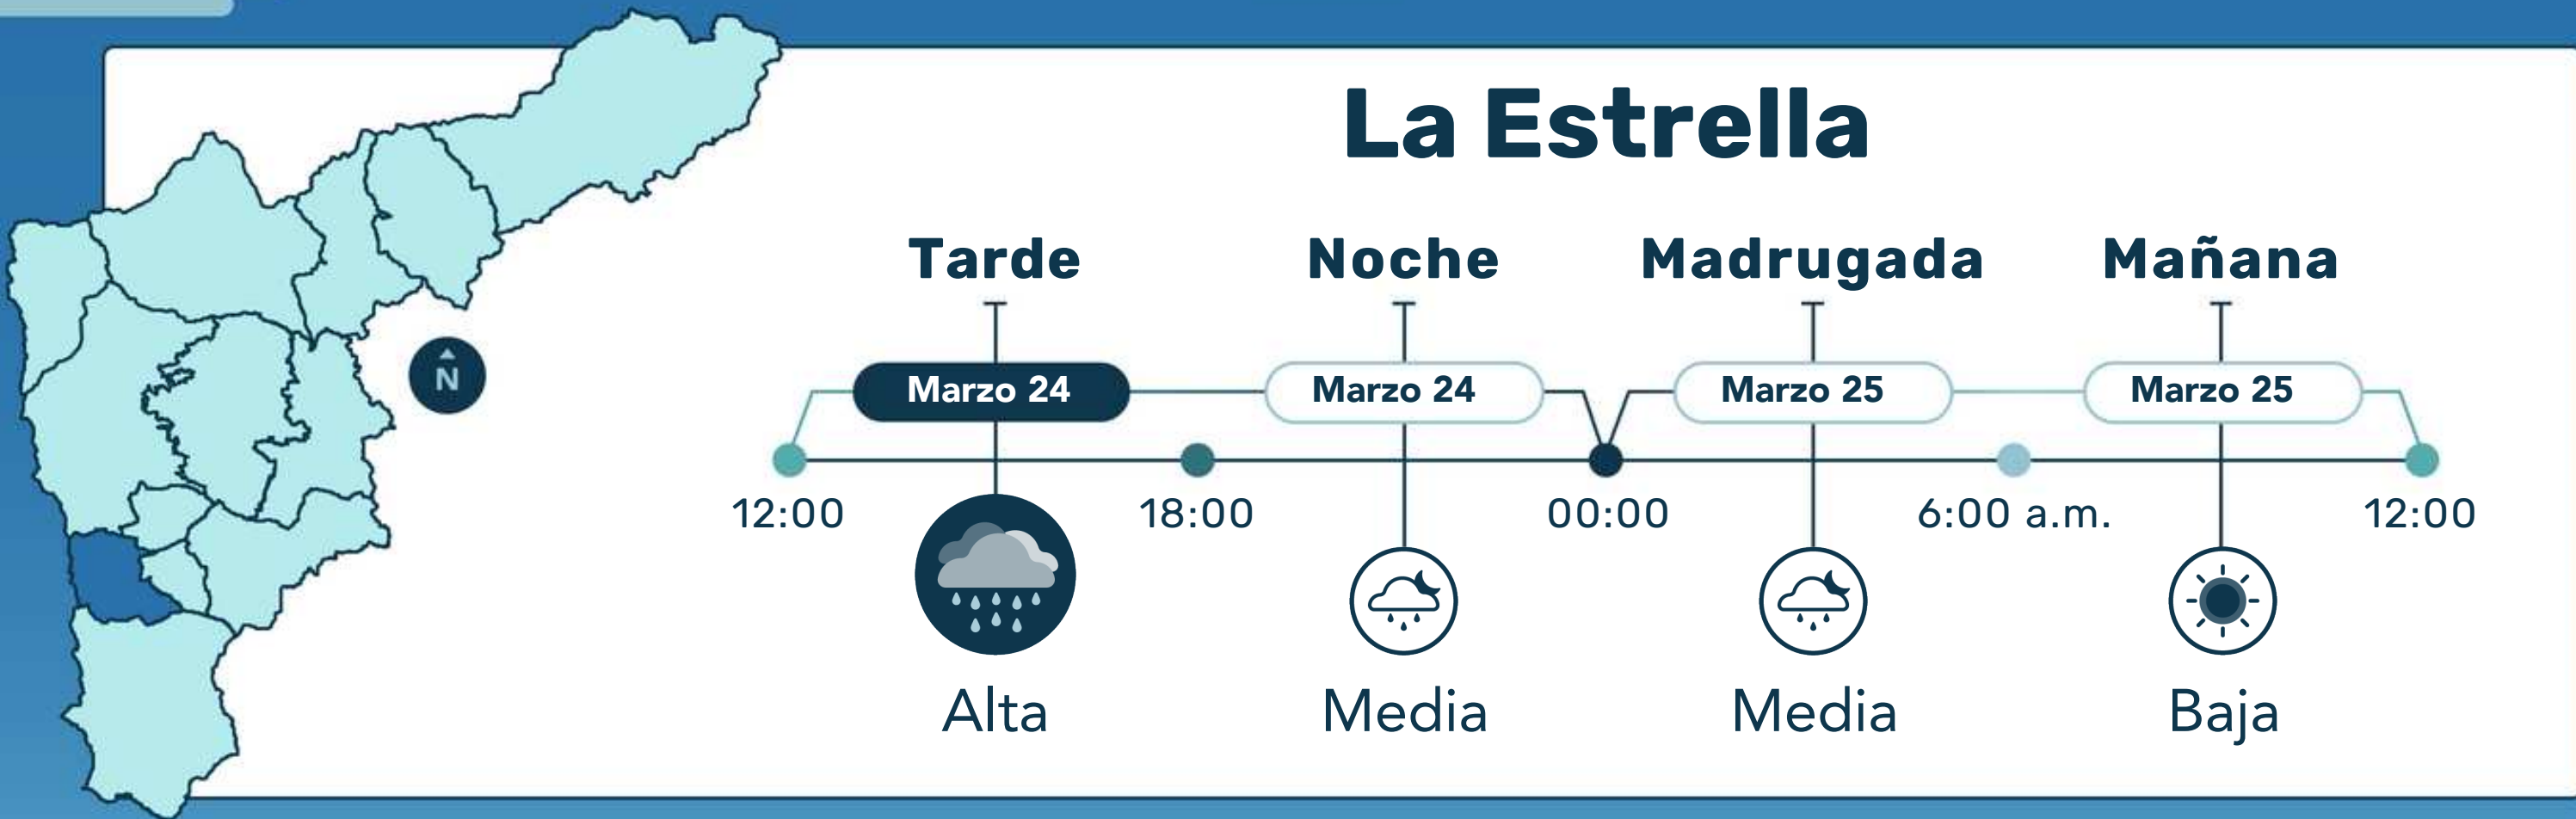 La Estrella
Tarde Noche Madrugada Mañana
N
Marzo 24 Marzo 24 Marzo 25 Marzo 25
12:00 18:00 00:00 6:00 a.m. 12:00
Alta Media Media Baja